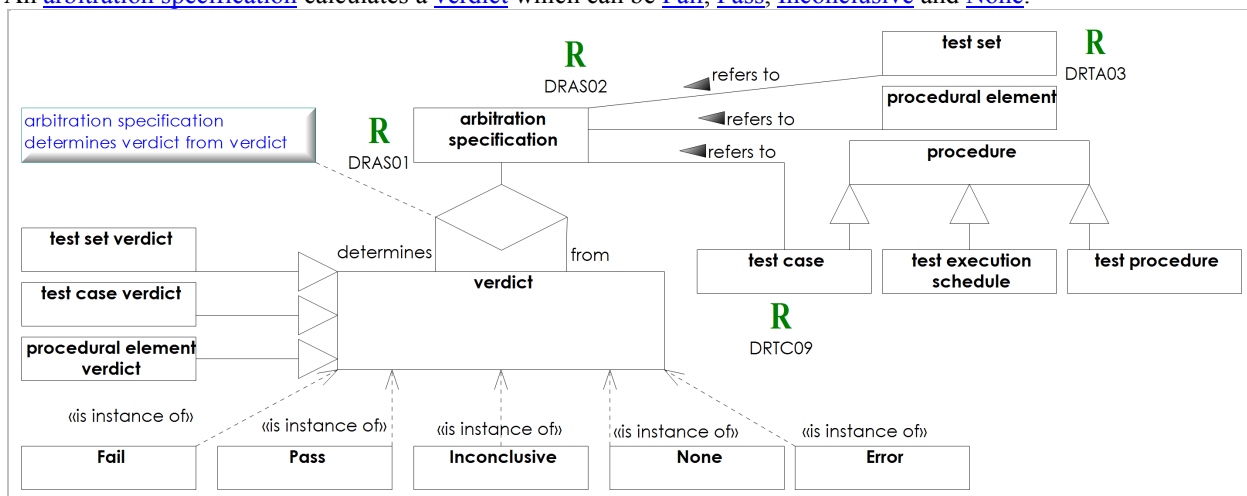 An arbitration specification calculates a verdict which can be Fail, Pass, Inconclusive and None.
test set
R
DRTA03
R
DRAS02
refers to
procedural element
refers to
arbitration specification
determines verdict from verdict
R
DRAS01
arbitration
specification
refers to
procedure
test set verdict
determines
from
test case
test execution
schedule
test procedure
verdict
test case verdict
R
DRTC09
procedural element
verdict
«is instance of»
«is instance of»
«is instance of»
«is instance of»
«is instance of»
Fail
Pass
Inconclusive
None
Error